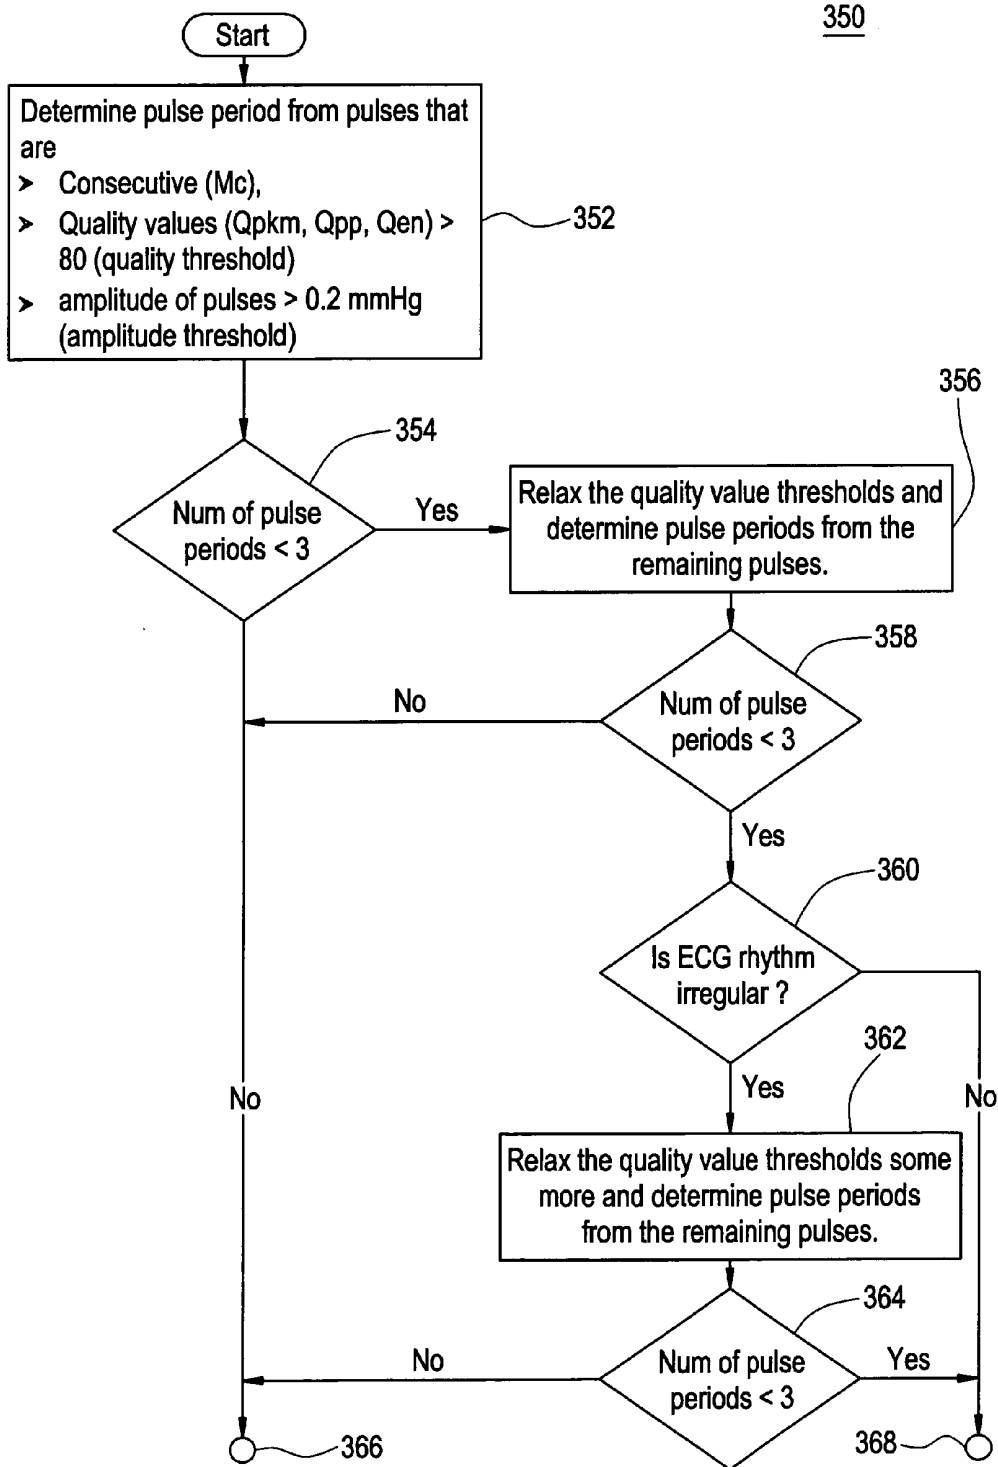 350
Start
Determine pulse period from pulses that
are
➤ Consecutive (Mc),
➤ Quality values (Qpkm, Qpp, Qen) >
80 (quality threshold)
➤ amplitude of pulses > 0.2 mmHg
(amplitude threshold)
352
354
Num of pulse
periods < 3
Yes
356
Relax the quality value thresholds and
determine pulse periods from the
remaining pulses.
358
Num of pulse
periods < 3
No
Yes
360
Is ECG rhythm
irregular ?
362
Yes
No
No
Relax the quality value thresholds some
more and determine pulse periods
from the remaining pulses.
364
Num of pulse
periods < 3
No
Yes
366
368